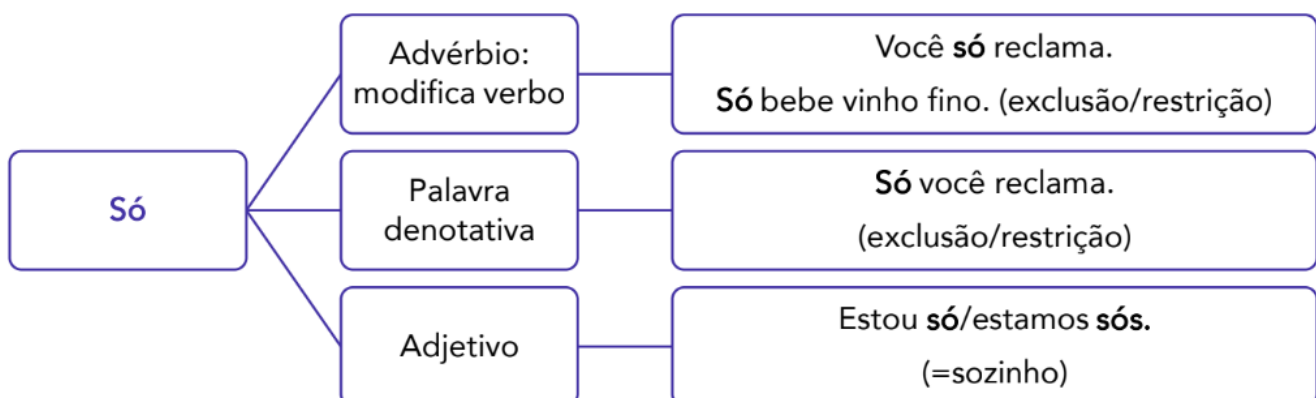 Só
Advérbio:
modifica verbo
Você só reclama.
Só bebe vinho fino. (exclusão/restrição)
Palavra
denotativa
Só você reclama.
(exclusão/restrição)
Adjetivo
Estou só/estamos sós.
(=sozinho)